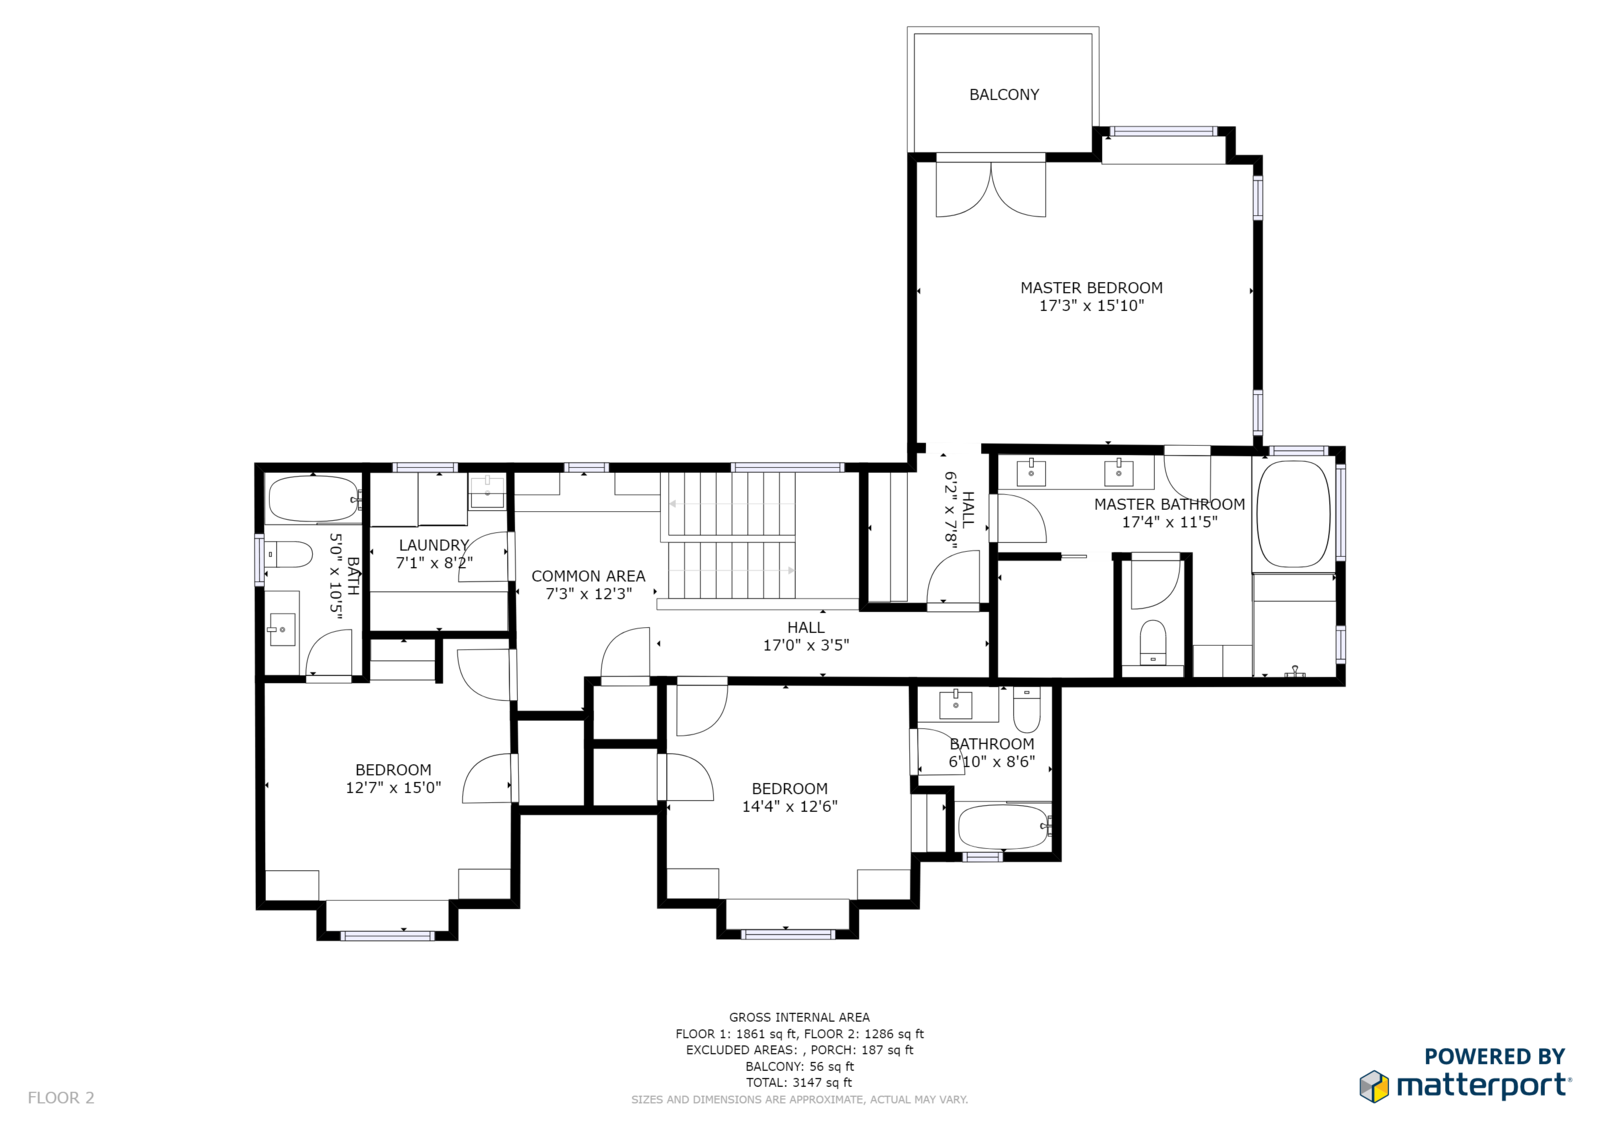 BALCONY
MASTER BEDROOM
17'3" x 15'10"
HALL
6'2" x 7'8"
MASTER BATHROOM
17'4" x 11'5"
BATH
5'0" x 10'5"
LAUNDRY
7'1" x 8'2"
COMMON AREA
7'3" x 12'3"
HALL
17'0" x 3'5"
BEDROOM
12'7" x 15'0"
BEDROOM
14'4" x 12'6"
BATHROOM
6'10" x 8'6"
GROSS INTERNAL AREA
FLOOR 1: 1861 sq ft, FLOOR 2: 1286 sq ft
EXCLUDED AREAS: , PORCH: 187 sq ft
BALCONY: 56 sq ft
TOTAL: 3147 sq ft
SIZES AND DIMENSIONS ARE APPROXIMATE, ACTUAL MAY VARY.
FLOOR 2
POWERED BY
matterport®